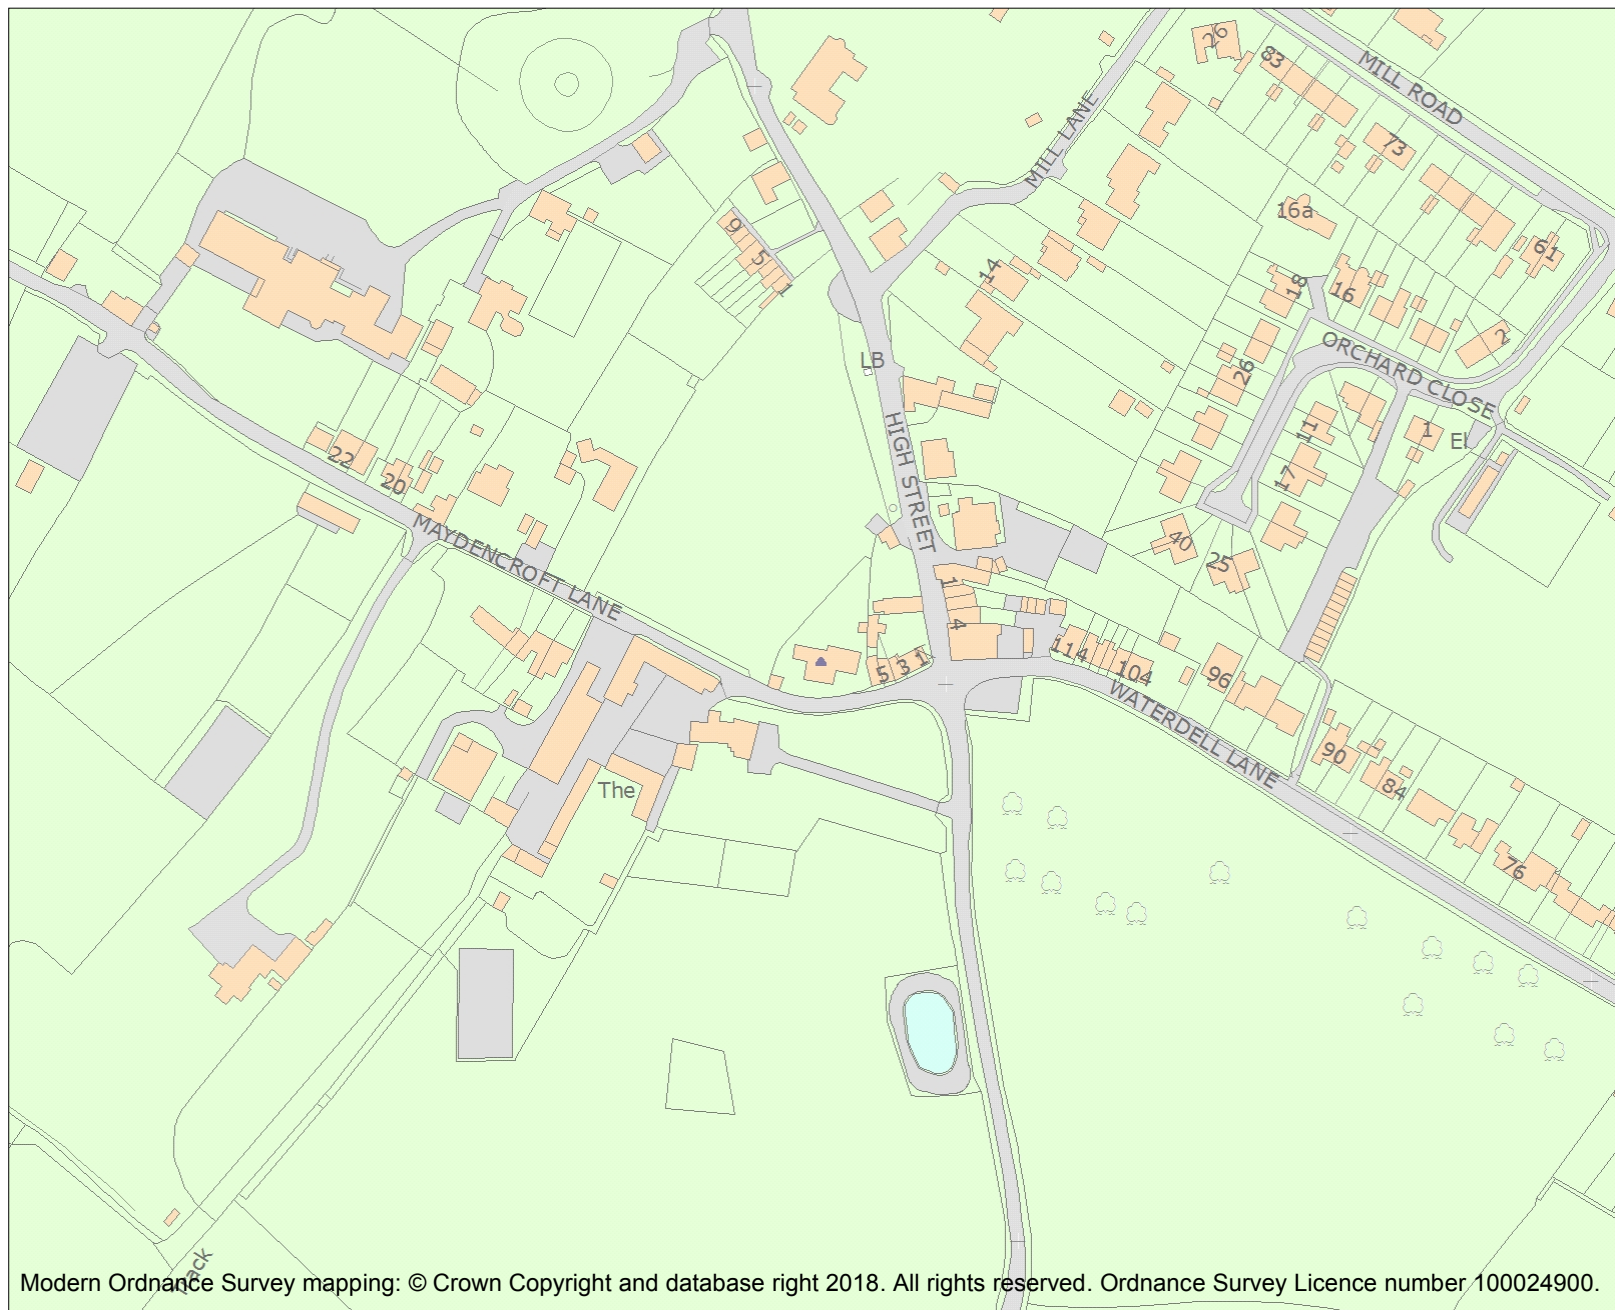 26
83
MILL ROAD
MILL LANE
73
16a
9
5
1
61
14
18
16
2
LB
ORCHARD CLOSE
26
HIGH STREET
11
1
El
22
20
17
MAYDENCROFT LANE
40
25
1
4
114
104
96
5 3 1
WATERDELL LANE
90
84
The
76
Track
Modern Ordnance Survey mapping: © Crown Copyright and database right 2018. All rights reserved. Ordnance Survey Licence number 100024900.